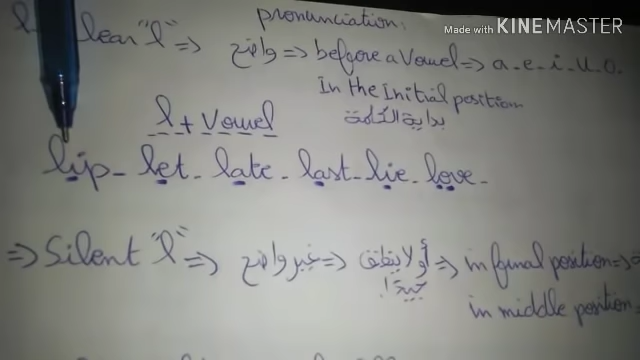 pronunciation.
Made with KINEMASTER
clear "l" => واضح => before a Vowel => a-e-i-u-o.
In the Initial position
بداية الكلمة
l + Vowel
lip - let - late - last - lie - love -
=> Silent "l" => غير واضح => أو لا ينطق => in final position =>
جيدا!
in middle position.